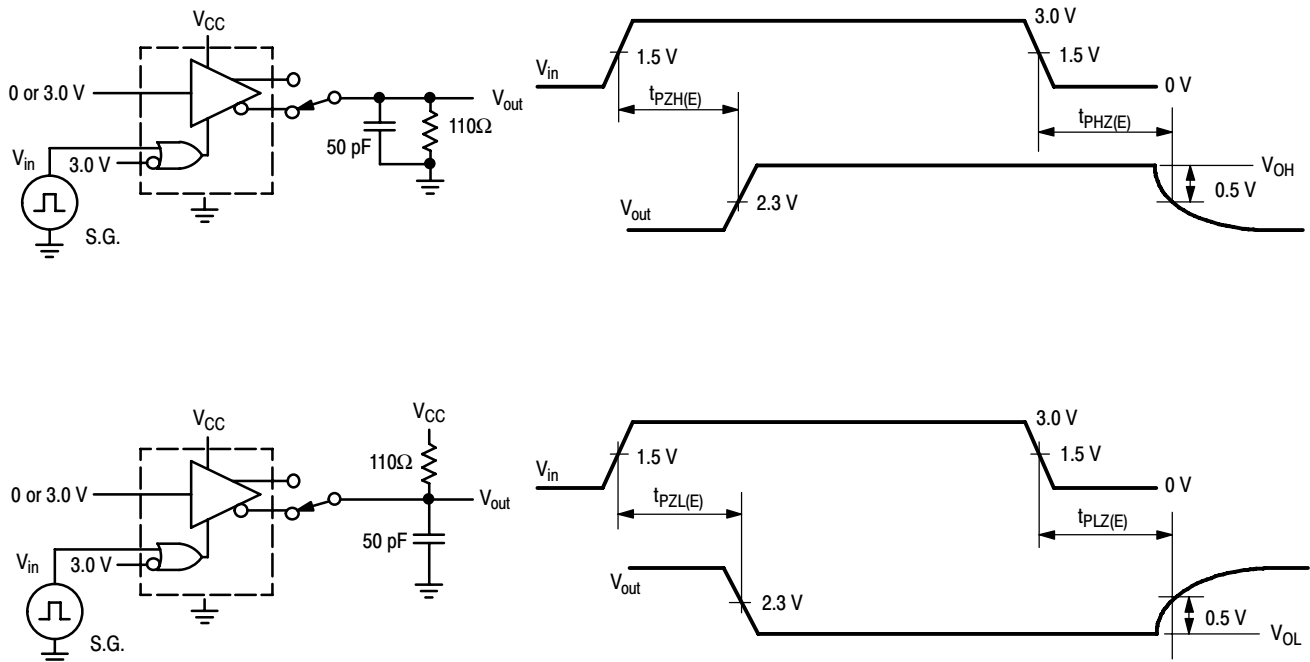 VCC
0 or 3.0 V
Vin
3.0 V
S.G.
50 pF
110Ω
Vout
Vin
1.5 V
3.0 V
1.5 V
0 V
tPZH(E)
tPHZ(E)
Vout
2.3 V
VOH
0.5 V
VCC
VCC
110Ω
0 or 3.0 V
Vin
3.0 V
S.G.
50 pF
Vout
Vin
1.5 V
3.0 V
1.5 V
0 V
tPZL(E)
tPLZ(E)
Vout
2.3 V
0.5 V
VOL